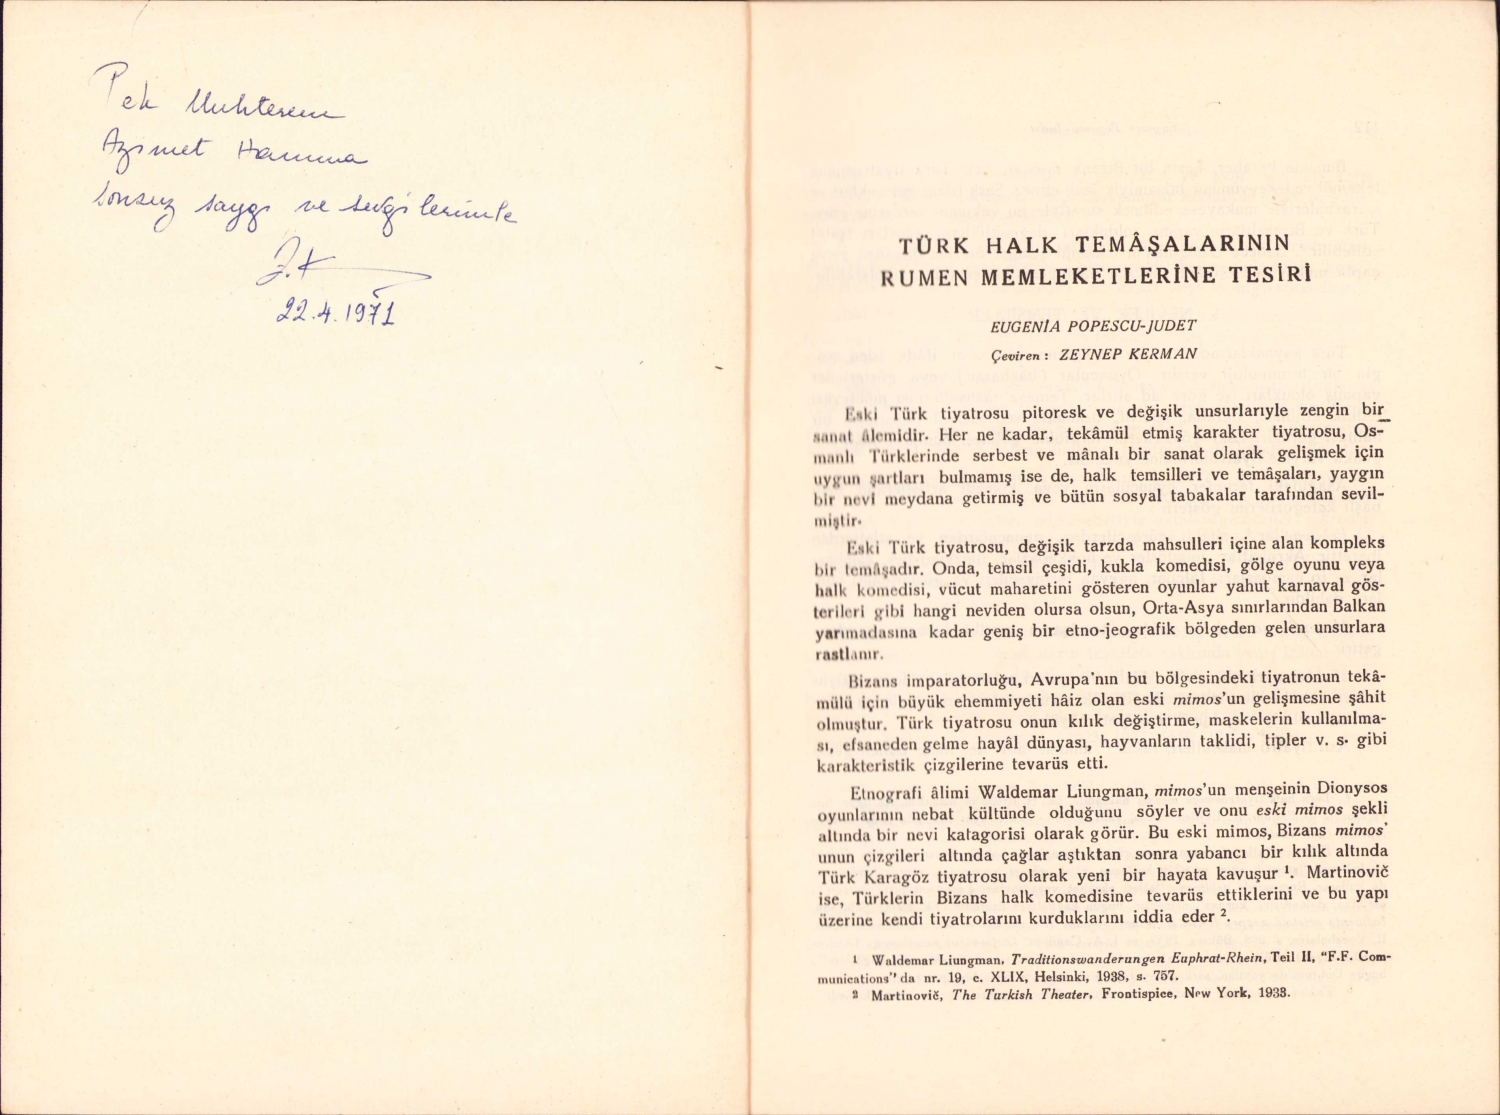 Pek Muhterem
Azmet Hanıma
Sonsuz saygı ve sevgilerimle
Z.K
22.4.1971
TÜRK HALK TEMÂŞALARININ
RUMEN MEMLEKETLERİNE TESİRİ
EUGENİA POPESCU-JUDET
Çeviren : ZEYNEP KERMAN
Eski Türk tiyatrosu pitoresk ve değişik unsurlarıyle zengin bir
sanat âlemidir. Her ne kadar, tekâmül etmiş karakter tiyatrosu, Os-
manlı Türklerinde serbest ve mânalı bir sanat olarak gelişmek için
uygun şartları bulmamış ise de, halk temsilleri ve temâşaları, yaygın
bir nevi meydana getirmiş ve bütün sosyal tabakalar tarafından sevil-
miştir.
Eski Türk tiyatrosu, değişik tarzda mahsulleri içine alan kompleks
bir temâşadır. Onda, temsil çeşidi, kukla komedisi, gölge oyunu veya
halk komedisi, vücut maharetini gösteren oyunlar yahut karnaval gös-
terileri gibi hangi neviden olursa olsun, Orta-Asya sınırlarından Balkan
yarımadasına kadar geniş bir etno-jeografik bölgeden gelen unsurlara
rastlanır.
Bizans imparatorluğu, Avrupa'nın bu bölgesindeki tiyatronun tekâ-
mülü için büyük ehemmiyeti hâiz olan eski mimos'un gelişmesine şâhit
olmuştur. Türk tiyatrosu onun kılık değiştirme, maskelerin kullanılma-
sı, efsaneden gelme hayâl dünyası, hayvanların taklidi, tipler v. s. gibi
karakteristik çizgilerine tevarüs etti.
Etnografi âlimi Waldemar Liungman, mimos'un menşeinin Dionysos
oyunlarının nebat kültünde olduğunu söyler ve onu eski mimos şekli
altında bir nevi katagorisi olarak görür. Bu eski mimos, Bizans mimos'
unun çizgileri altında çağlar aştıktan sonra yabancı bir kılık altında
Türk Karagöz tiyatrosu olarak yeni bir hayata kavuşur 1. Martinovič
ise, Türklerin Bizans halk komedisine tevarüs ettiklerini ve bu yapı
üzerine kendi tiyatrolarını kurduklarını iddia eder 2.
1 Waldemar Liungman, Traditionswanderungen Euphrat-Rhein, Teil II, "F.F. Com-
munications"da nr. 19, c. XLIX, Helsinki, 1938, s. 757.
2 Martinovič, The Turkish Theater, Frontispice, New York, 1933.